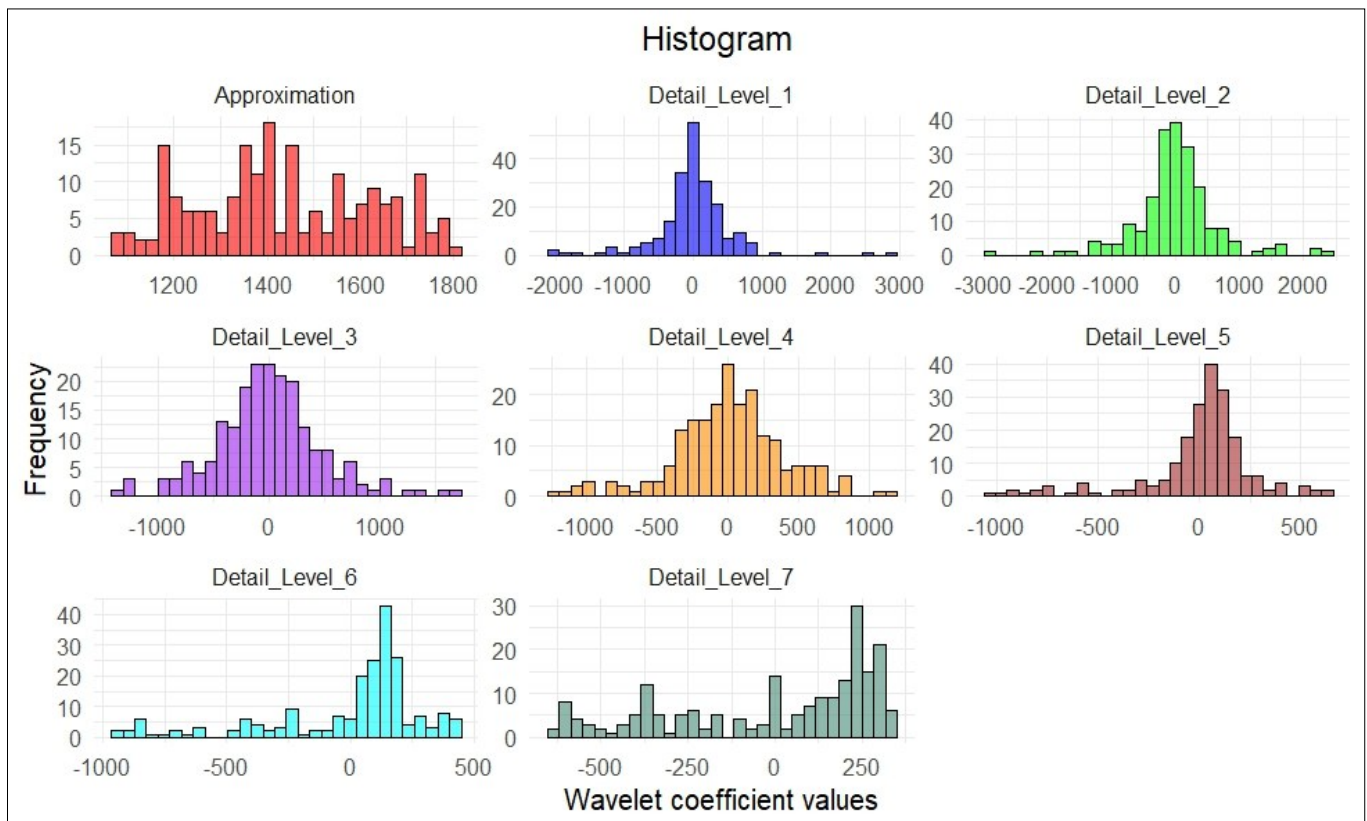 Histogram
Approximation Detail_Level_1 Detail_Level_2
15 10 5 0
40 20 0
40 30 20 10 0
1200 1400 1600 1800
-2000 -1000 0 1000 2000 3000
-3000 -2000 -1000 0 1000 2000
Detail_Level_3 Detail_Level_4 Detail_Level_5
Frequency
20 15 10 5 0
20 10 0
40 30 20 10 0
-1000 0 1000
-1000 -500 0 500 1000
-1000 -500 0 500
Detail_Level_6 Detail_Level_7
40 30 20 10 0
30 20 10 0
-1000 -500 0 500
-500 -250 0 250
Wavelet coefficient values